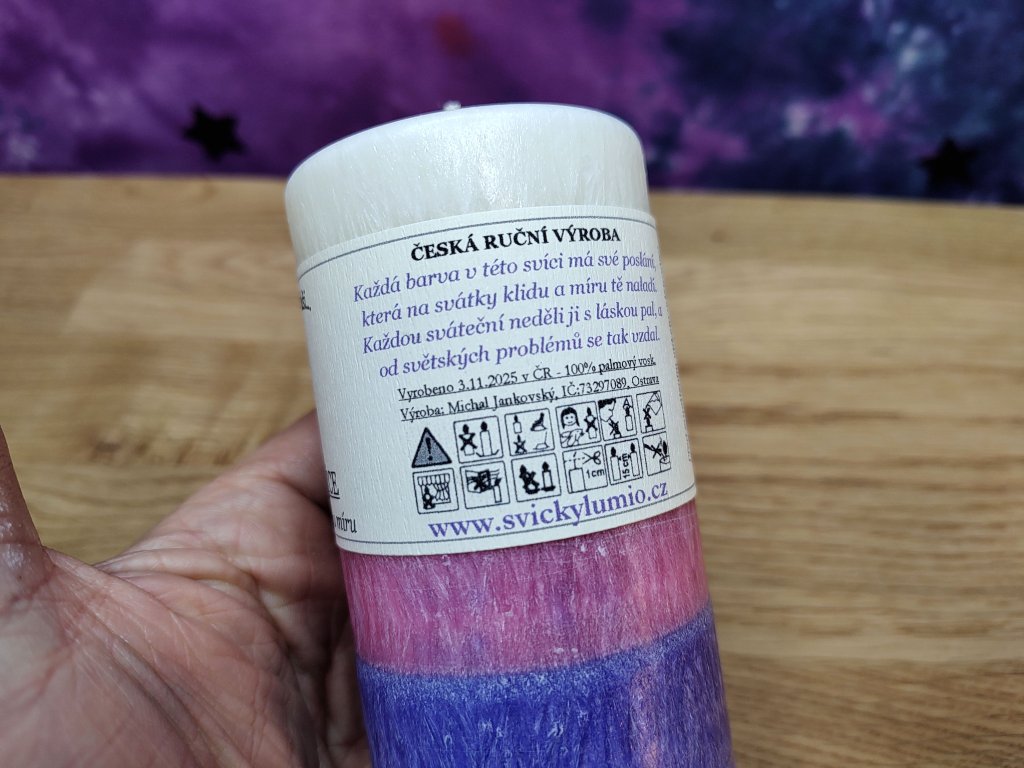 ČESKÁ RUČNÍ VÝROBA
Každá barva v této svíci má své poslání,
která na svátky klidu a míru tě naladí.
Každou sváteční neděli ji s láskou pal, a
od světských problémů se tak vzdal.
Vyrobeno 3.11.2025 v ČR - 100% palmový vosk.
Výroba: Michal Jankovský, IČ:73297089, Ostrava
1cm
www.svickylumio.cz
míru